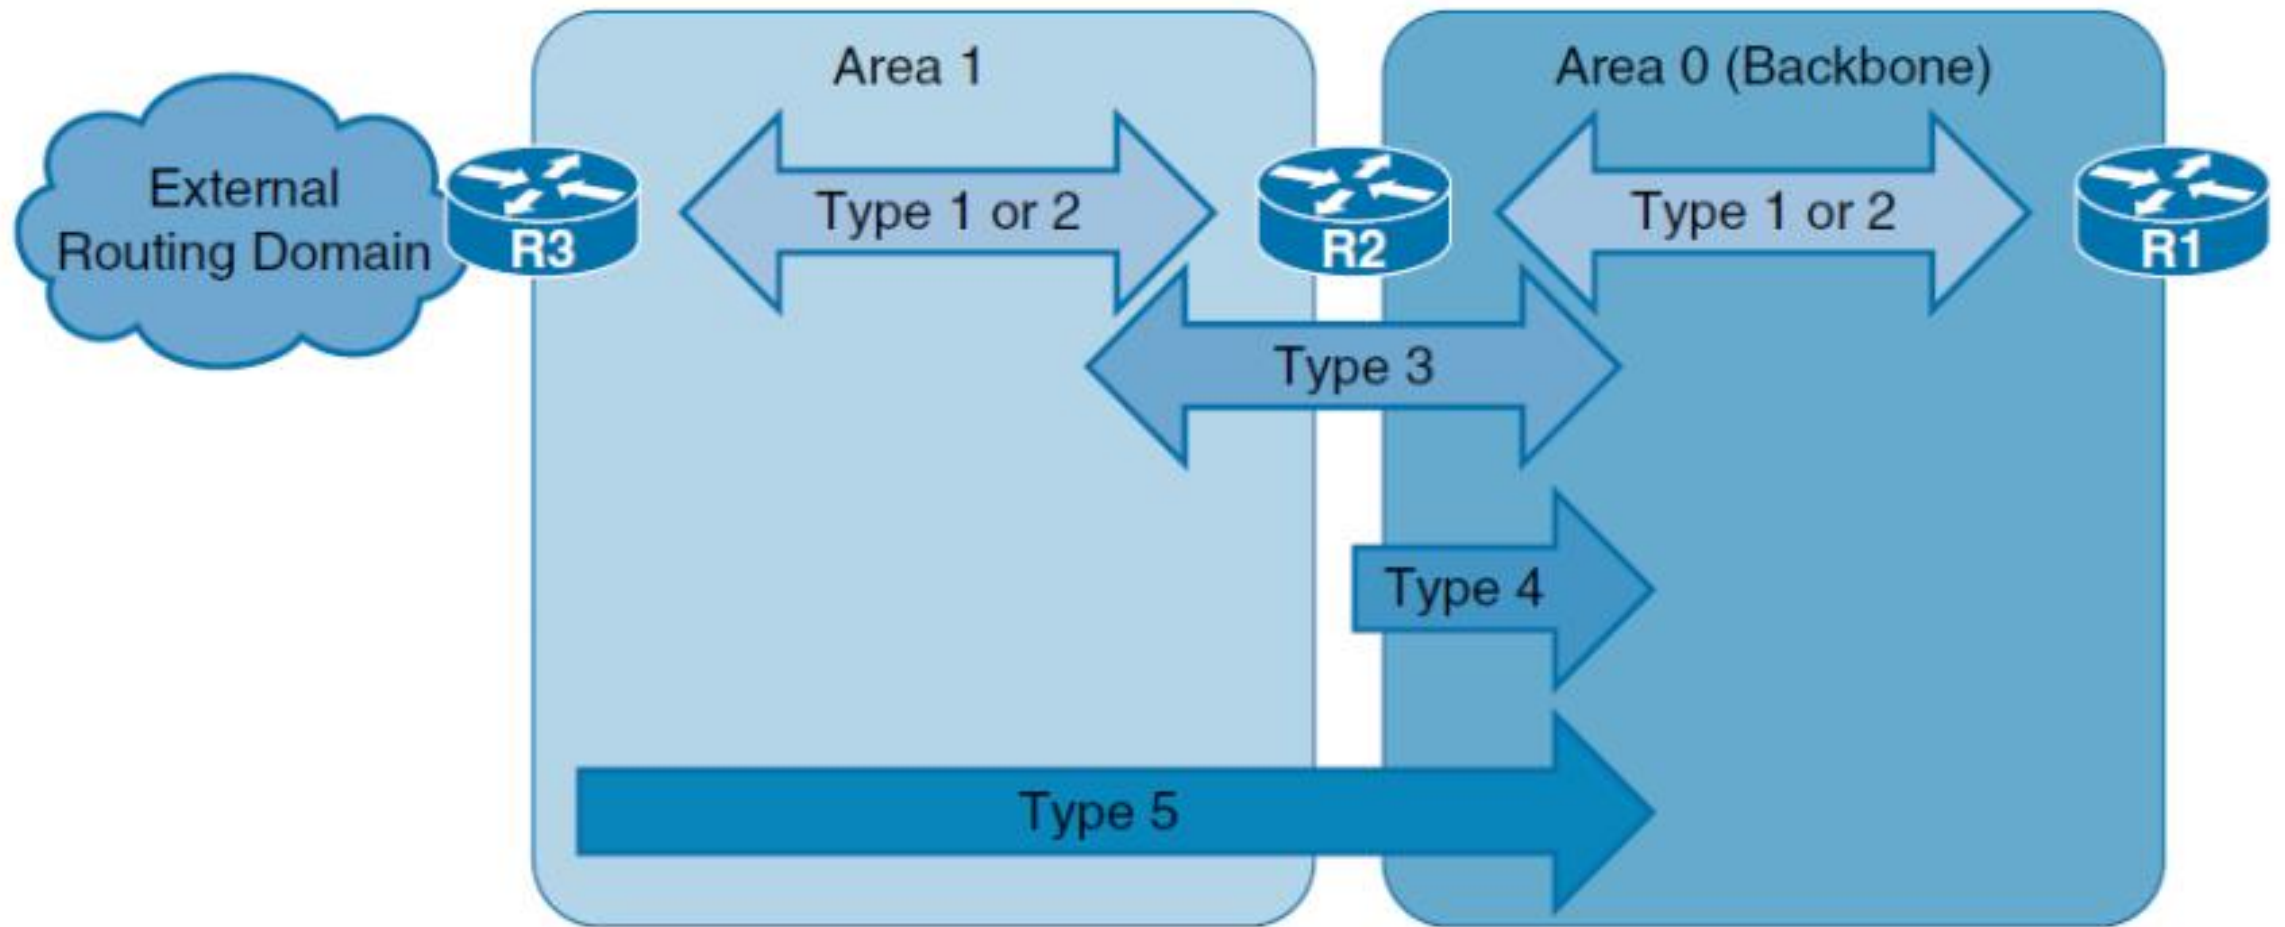 Area 1
Area 0 (Backbone)
External
Routing Domain
R3
Type 1 or 2
R2
Type 1 or 2
R1
Type 3
Type 4
Type 5